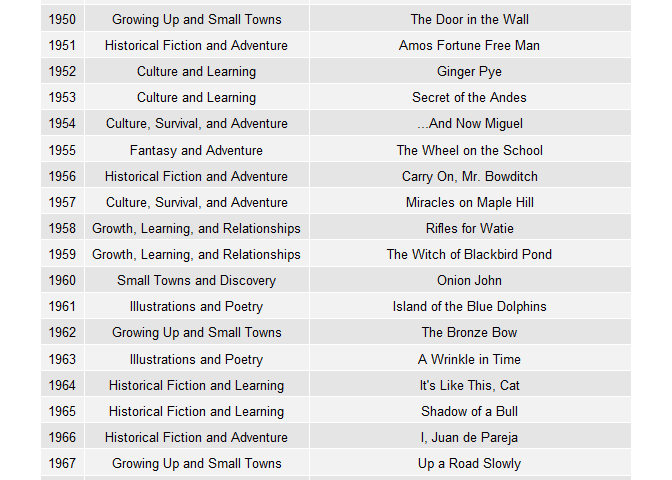 1950 Growing Up and Small Towns The Door in the Wall
1951 Historical Fiction and Adventure Amos Fortune Free Man
1952 Culture and Learning Ginger Pye
1953 Culture and Learning Secret of the Andes
1954 Culture, Survival, and Adventure ...And Now Miguel
1955 Fantasy and Adventure The Wheel on the School
1956 Historical Fiction and Adventure Carry On, Mr. Bowditch
1957 Culture, Survival, and Adventure Miracles on Maple Hill
1958 Growth, Learning, and Relationships Rifles for Watie
1959 Growth, Learning, and Relationships The Witch of Blackbird Pond
1960 Small Towns and Discovery Onion John
1961 Illustrations and Poetry Island of the Blue Dolphins
1962 Growing Up and Small Towns The Bronze Bow
1963 Illustrations and Poetry A Wrinkle in Time
1964 Historical Fiction and Learning It's Like This, Cat
1965 Historical Fiction and Learning Shadow of a Bull
1966 Historical Fiction and Adventure I, Juan de Pareja
1967 Growing Up and Small Towns Up a Road Slowly